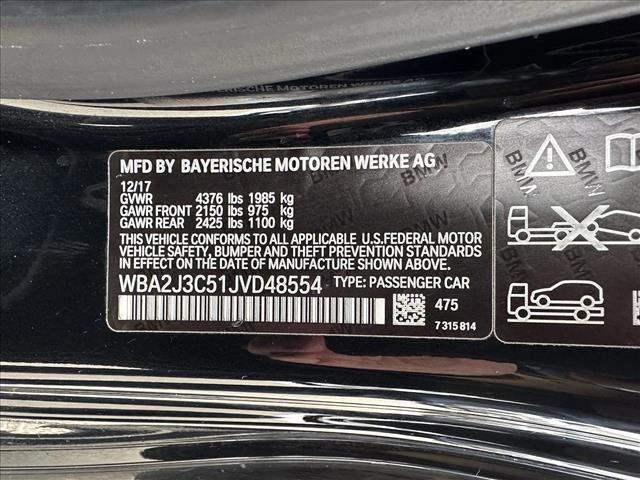 MFD BY BAYERISCHE MOTOREN WERKE AG
12/17
GVWR 4376 lbs 1985 kg
GAWR FRONT 2150 lbs 975 kg
GAWR REAR 2425 lbs 1100 kg
THIS VEHICLE CONFORMS TO ALL APPLICABLE U.S.FEDERAL MOTOR
VEHICLE SAFETY, BUMPER AND THEFT PREVENTION STANDARDS
IN EFFECT ON THE DATE OF MANUFACTURE SHOWN ABOVE.
WBA2J3C51JVD48554 TYPE: PASSENGER CAR
475
7 315 814
BMW
BMW
BMW